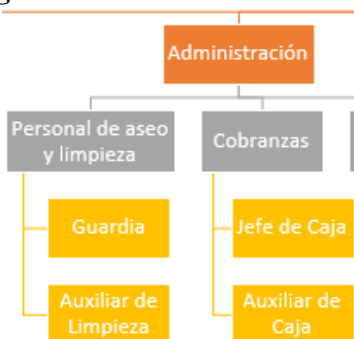 Administración
Personal de aseo
y limpieza
Cobranzas
Guardia
Jefe de Caja
Auxiliar de
Limpieza
Auxiliar de
Caja